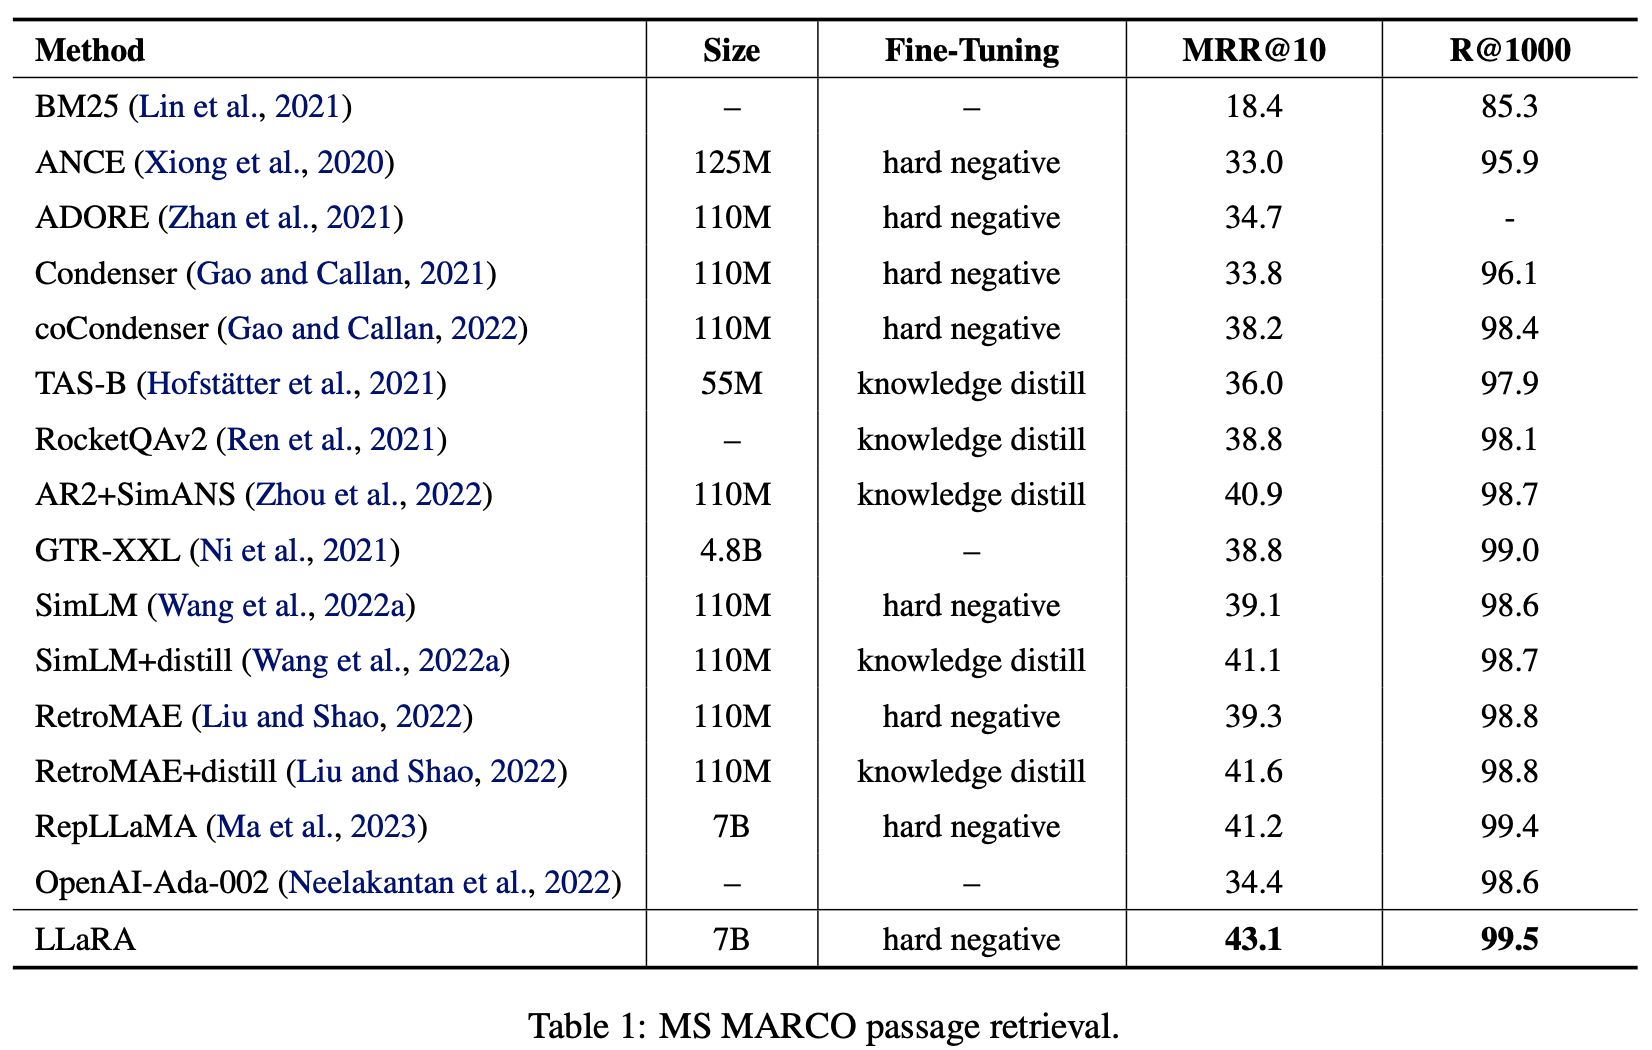 Method Size Fine-Tuning MRR@10 R@1000
BM25 (Lin et al., 2021) – – 18.4 85.3
ANCE (Xiong et al., 2020) 125M hard negative 33.0 95.9
ADORE (Zhan et al., 2021) 110M hard negative 34.7 -
Condenser (Gao and Callan, 2021) 110M hard negative 33.8 96.1
coCondenser (Gao and Callan, 2022) 110M hard negative 38.2 98.4
TAS-B (Hofstätter et al., 2021) 55M knowledge distill 36.0 97.9
RocketQAv2 (Ren et al., 2021) – knowledge distill 38.8 98.1
AR2+SimANS (Zhou et al., 2022) 110M knowledge distill 40.9 98.7
GTR-XXL (Ni et al., 2021) 4.8B – 38.8 99.0
SimLM (Wang et al., 2022a) 110M hard negative 39.1 98.6
SimLM+distill (Wang et al., 2022a) 110M knowledge distill 41.1 98.7
RetroMAE (Liu and Shao, 2022) 110M hard negative 39.3 98.8
RetroMAE+distill (Liu and Shao, 2022) 110M knowledge distill 41.6 98.8
RepLLaMA (Ma et al., 2023) 7B hard negative 41.2 99.4
OpenAI-Ada-002 (Neelakantan et al., 2022) – – 34.4 98.6
LLaRA 7B hard negative 43.1 99.5
Table 1: MS MARCO passage retrieval.